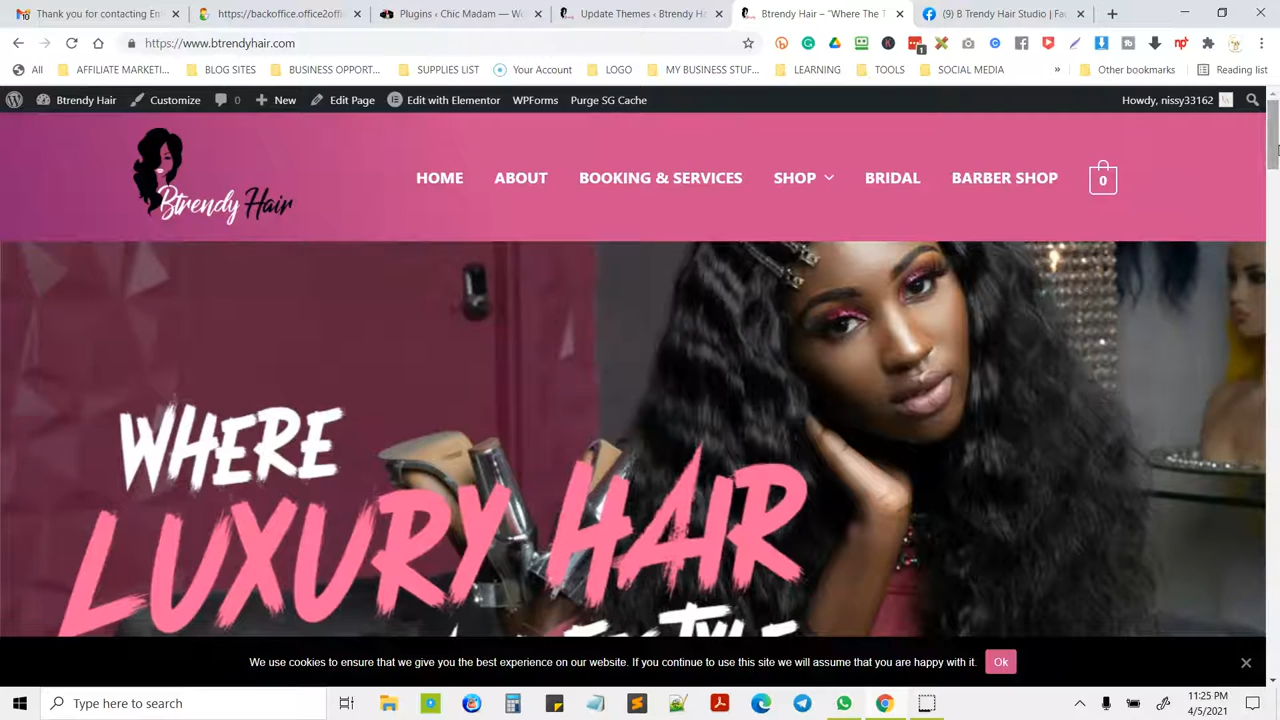 Thank you for contacting Ent
https://backoffice.office2offic
Plugins ‹ Chic Madam — Wo
Update Themes ‹ Btrendy H
Btrendy Hair – "Where The T
(9) B Trendy Hair Studio | Fac
https://www.btrendyhair.com
All
AFFILIATE MARKETI...
BLOG SITES
BUSINESS OPPORT...
SUPPLIES LIST
Your Account
LOGO
MY BUSINESS STUF...
LEARNING
TOOLS
SOCIAL MEDIA
»
Other bookmarks
Reading list
Btrendy Hair
Customize
0
New
Edit Page
Edit with Elementor
WPForms
Purge SG Cache
Howdy, nissy33162
Btrendy Hair
HOME
ABOUT
BOOKING & SERVICES
SHOP
BRIDAL
BARBER SHOP
0
WHERE
LUXURY HAIR
We use cookies to ensure that we give you the best experience on our website. If you continue to use this site we will assume that you are happy with it.
Ok
Type here to search
11:25 PM
4/5/2021